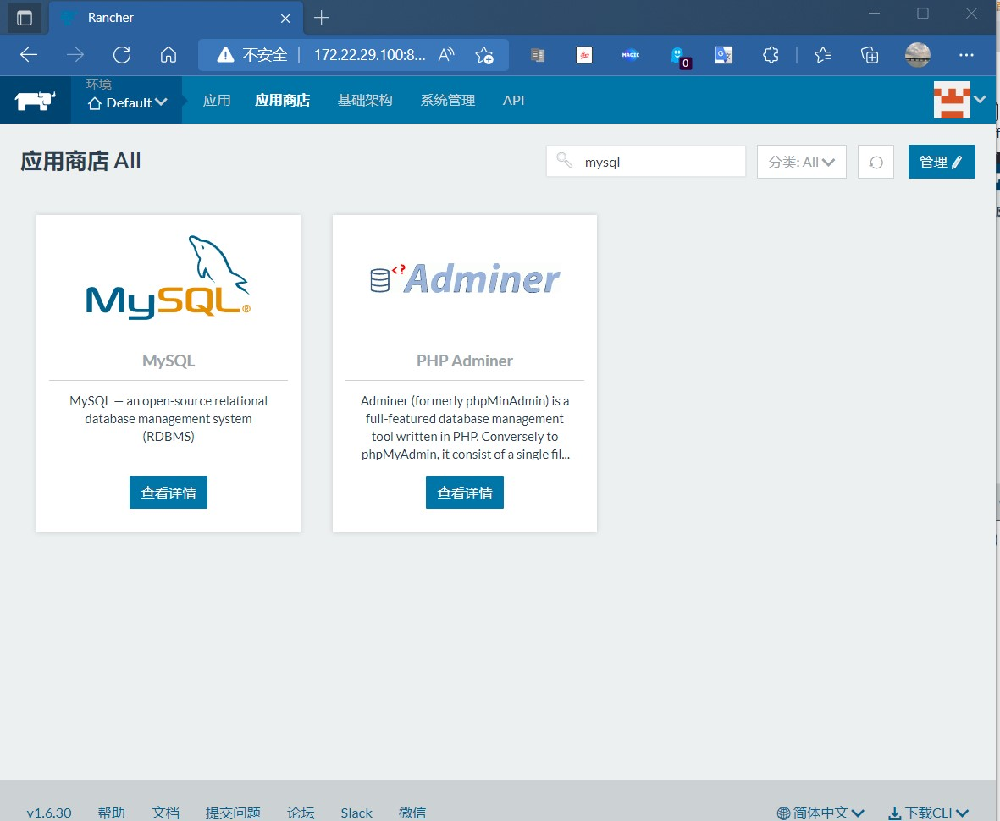 Rancher
不安全
172.22.29.100:8...
0
环境
Default
应用
应用商店
基础架构
系统管理
API
应用商店 All
mysql
分类: All
管理
MySQL®
MySQL
MySQL — an open-source relational
database management system
(RDBMS)
查看详情
<? Adminer
PHP Adminer
Adminer (formerly phpMinAdmin) is a
full-featured database management
tool written in PHP. Conversely to
phpMyAdmin, it consist of a single fil...
查看详情
v1.6.30
帮助
文档
提交问题
论坛
Slack
微信
简体中文
下载CLI